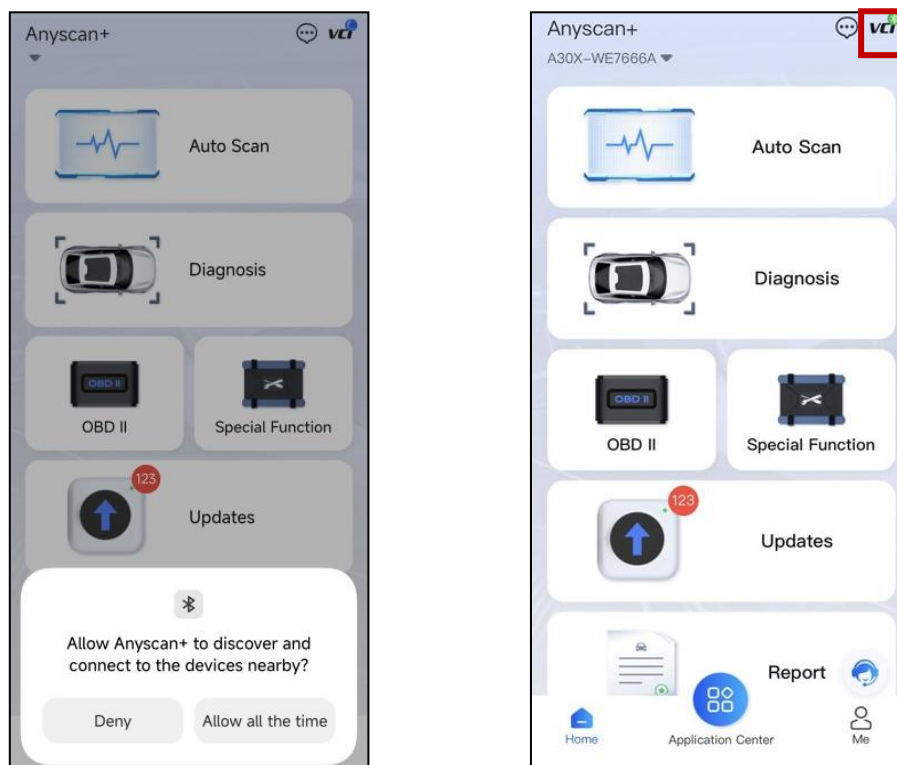 Anyscan+
VCI
Auto Scan
Diagnosis
OBD II
OBD II
Special Function
123
Updates
Allow Anyscan+ to discover and
connect to the devices nearby?
Deny
Allow all the time
Anyscan+
VCI
A30X-WE7666A
Auto Scan
Diagnosis
OBD II
OBD II
Special Function
123
Updates
Report
Home
Application Center
Me